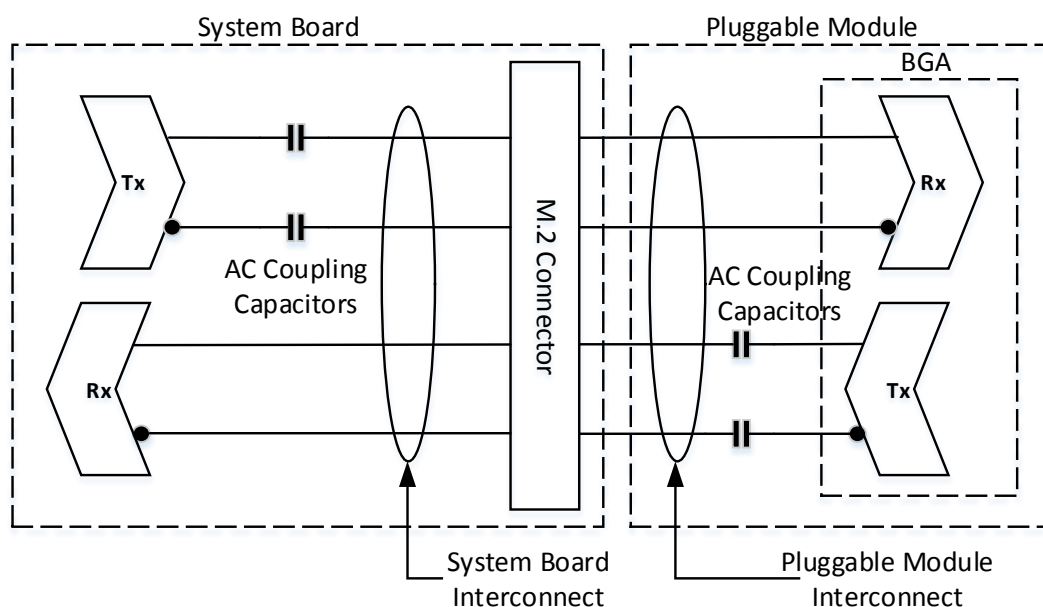 System Board
Pluggable Module
BGA
Tx
Rx
M.2 Connector
AC Coupling
Capacitors
AC Coupling
Capacitors
Rx
Tx
System Board
Interconnect
Pluggable Module
Interconnect